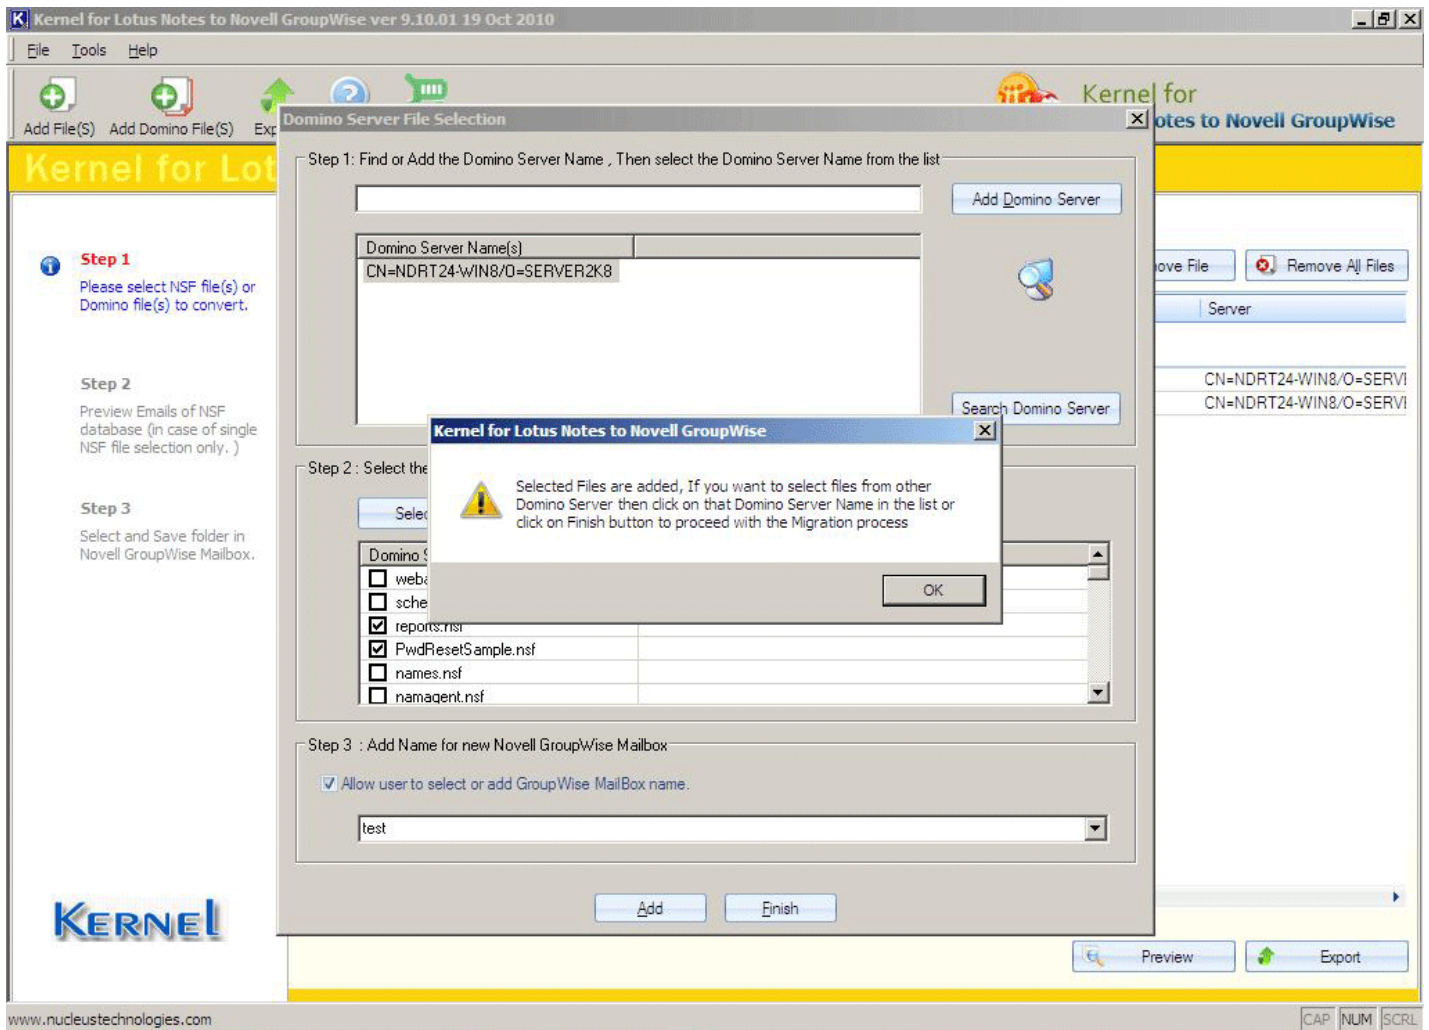 Kernel for Lotus Notes to Novell GroupWise ver 9.10.01 19 Oct 2010
File Tools Help
Add File(S) Add Domino File(S) Exp
Kernel for
otes to Novell GroupWise
Kernel for Lot
Domino Server File Selection
Step 1: Find or Add the Domino Server Name , Then select the Domino Server Name from the list
Add Domino Server
Domino Server Name(s)
CN=NDRT24-WIN8/O=SERVER2K8
Search Domino Server
Step 1
Please select NSF file(s) or
Domino file(s) to convert.
Step 2
Preview Emails of NSF
database (in case of single
NSF file selection only. )
Step 3
Select and Save folder in
Novell GroupWise Mailbox.
ove File Remove All Files
Server
CN=NDRT24-WIN8/O=SERV
CN=NDRT24-WIN8/O=SERV
Kernel for Lotus Notes to Novell GroupWise
Selected Files are added, If you want to select files from other
Domino Server then click on that Domino Server Name in the list or
click on Finish button to proceed with the Migration process
OK
Step 2 : Select the
Selec
Domino S
weba
sche
reports.nsf
PwdResetSample.nsf
names.nsf
namagent.nsf
Step 3 : Add Name for new Novell GroupWise Mailbox
Allow user to select or add GroupWise MailBox name.
test
Add Finish
KERNEL
Preview Export
www.nucleustechnologies.com
CAP NUM SCRL